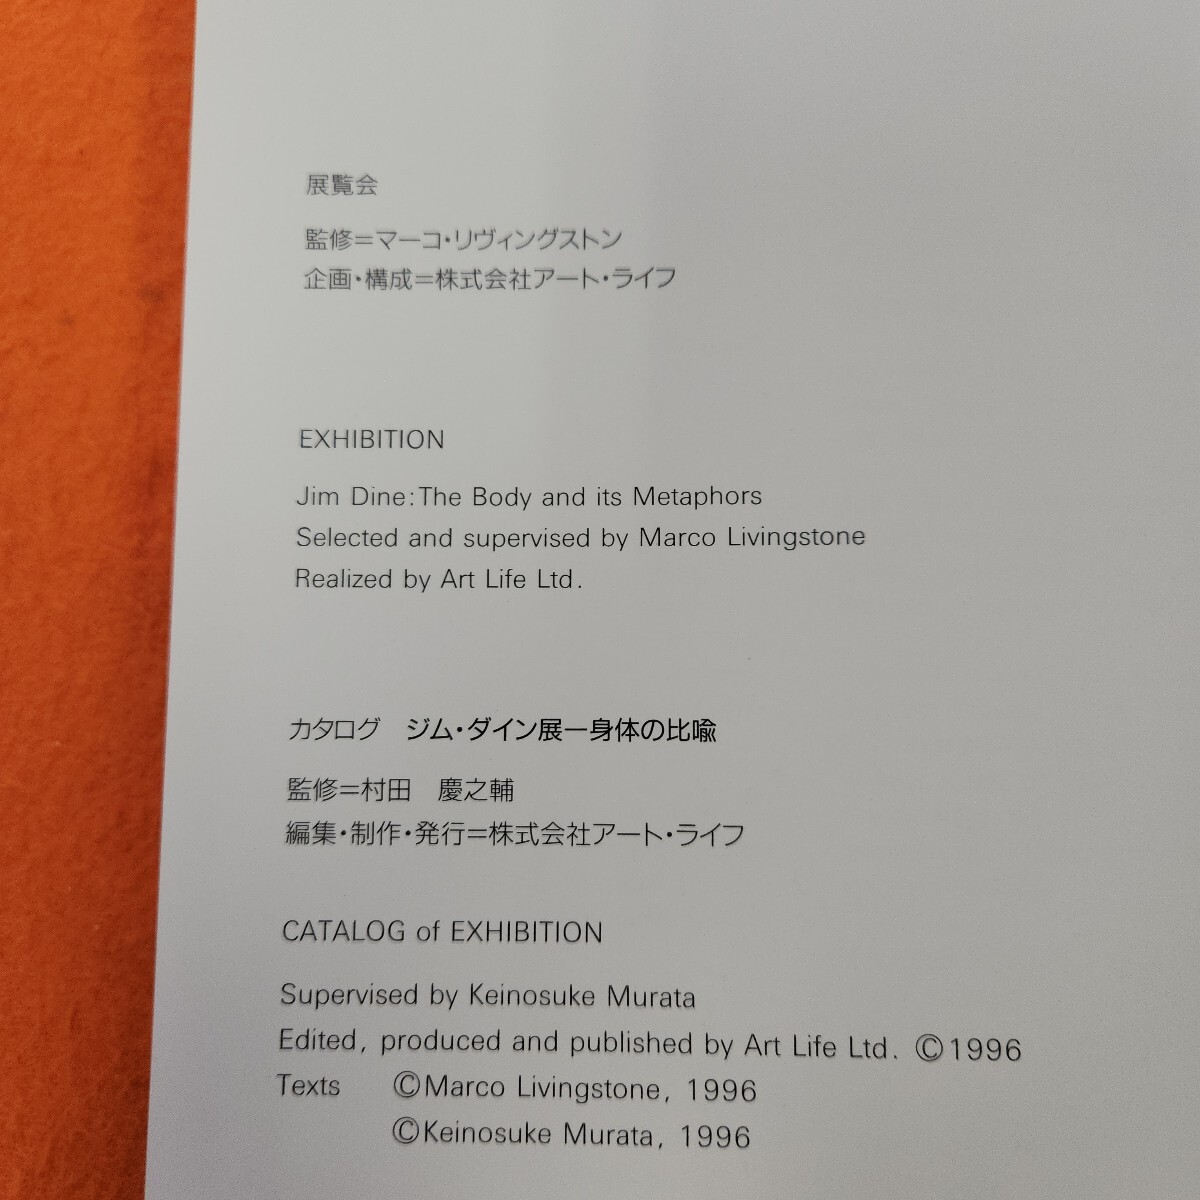 展覧会
監修=マーコ・リヴィングストン
企画・構成=株式会社アート・ライフ
EXHIBITION
Jim Dine:The Body and its Metaphors
Selected and supervised by Marco Livingstone
Realized by Art Life Ltd.
カタログ　ジム・ダイン展ー身体の比喩
監修=村田　慶之輔
編集・制作・発行=株式会社アート・ライフ
CATALOG of EXHIBITION
Supervised by Keinosuke Murata
Edited, produced and published by Art Life Ltd. ©1996
Texts ©Marco Livingstone, 1996
©Keinosuke Murata, 1996